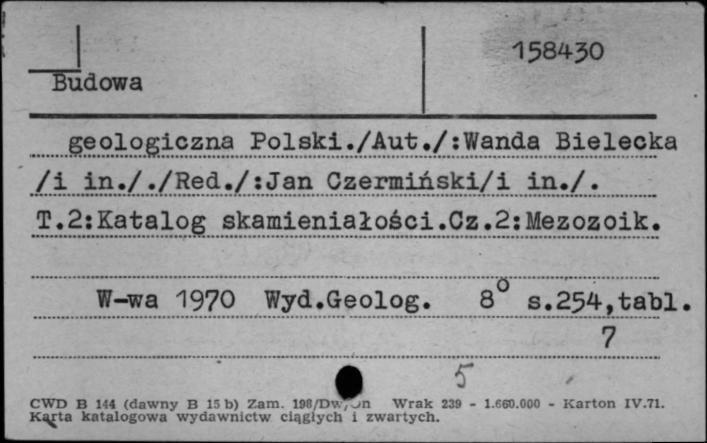 158430
Budowa
geologiczna Polski./Aut./:Wanda Bielecka
/i in././Red./:Jan Czermiński/i in./.
T.2:Katalog skamieniałości.Cz.2:Mezozoik.
W-wa 1970 Wyd.Geolog. 8° s.254,tabl.
7
5
CWD B 144 (dawny B 15 b) Zam. 198/Dw/ Wrak 239 - 1.660.000 - Karton IV.71.
Karta katalogowa wydawnictw ciągłych i zwartych.